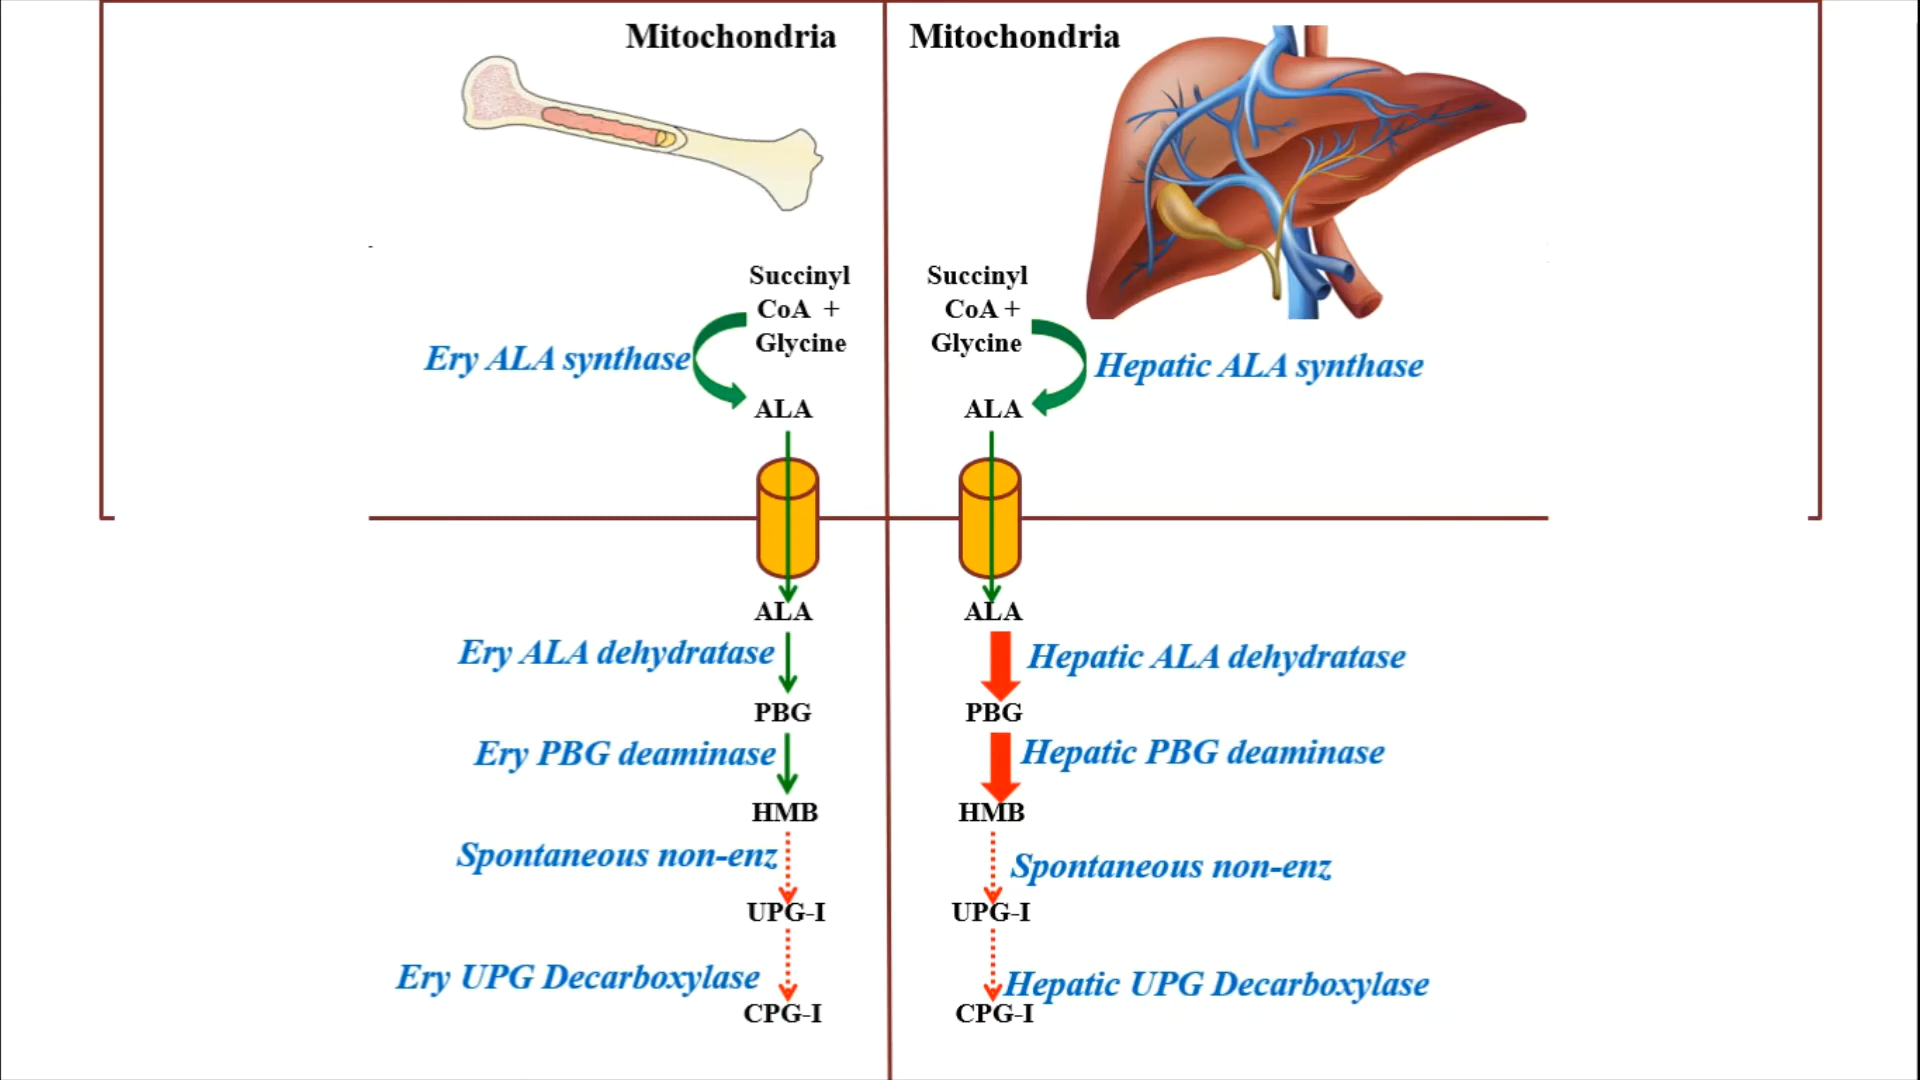 Mitochondria
Succinyl
CoA +
Glycine
Ery ALA synthase
ALA
ALA
Ery ALA dehydratase
PBG
Ery PBG deaminase
HMB
Spontaneous non-enz
UPG-I
Ery UPG Decarboxylase
CPG-I
Mitochondria
Succinyl
CoA +
Glycine
Hepatic ALA synthase
ALA
ALA
Hepatic ALA dehydratase
PBG
Hepatic PBG deaminase
HMB
Spontaneous non-enz
UPG-I
Hepatic UPG Decarboxylase
CPG-I